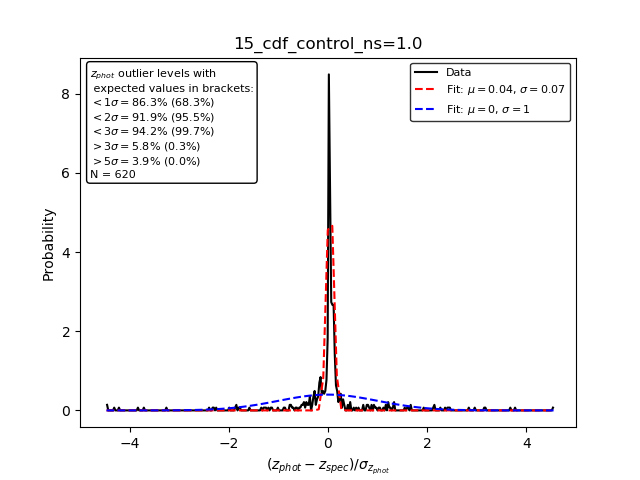 15_cdf_control_ns=1.0
z_phot outlier levels with
expected values in brackets:
<1σ=86.3% (68.3%)
<2σ=91.9% (95.5%)
<3σ=94.2% (99.7%)
>3σ=5.8% (0.3%)
>5σ=3.9% (0.0%)
N = 620
Data
Fit: μ=0.04, σ=0.07
Fit: μ=0, σ=1
Probability
8
6
4
2
0
−4 −2 0 2 4
(z_phot − z_spec)/σ_z_phot